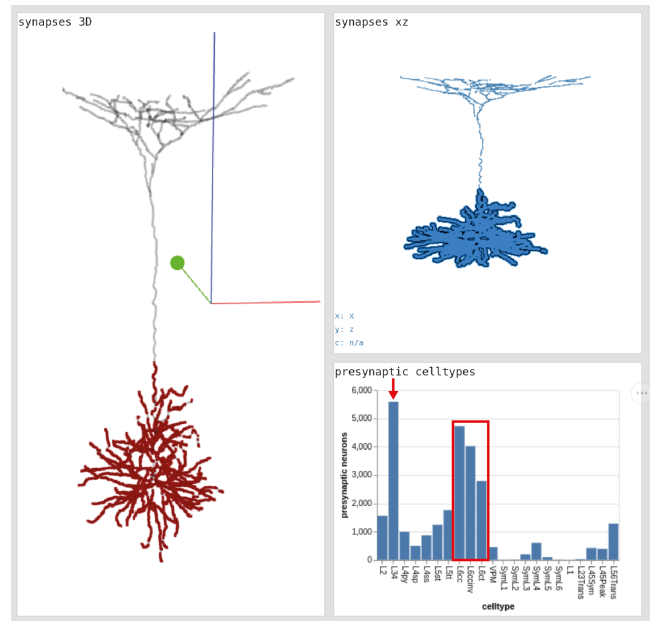 synapses 3D
synapses xz
x: x
y: z
c: n/a
presynaptic celltypes
6,000
5,000
4,000
3,000
2,000
1,000
0
presynaptic neurons
L2
L34
L4py
L4sp
L4ss
L5st
L5tt
L6cc
L6ccinv
L6ct
VPM
SymL1
SymL2
SymL3
SymL4
SymL5
SymL6
L1
L23Trans
L45Sym
L45Peak
L56Trans
celltype